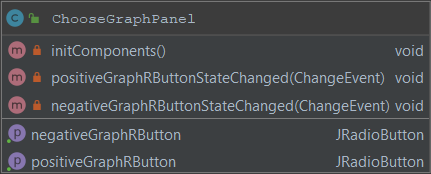 C ChooseGraphPanel
m initComponents() void
m positiveGraphRButtonStateChanged(ChangeEvent) void
m negativeGraphRButtonStateChanged(ChangeEvent) void
p negativeGraphRButton JRadioButton
p positiveGraphRButton JRadioButton